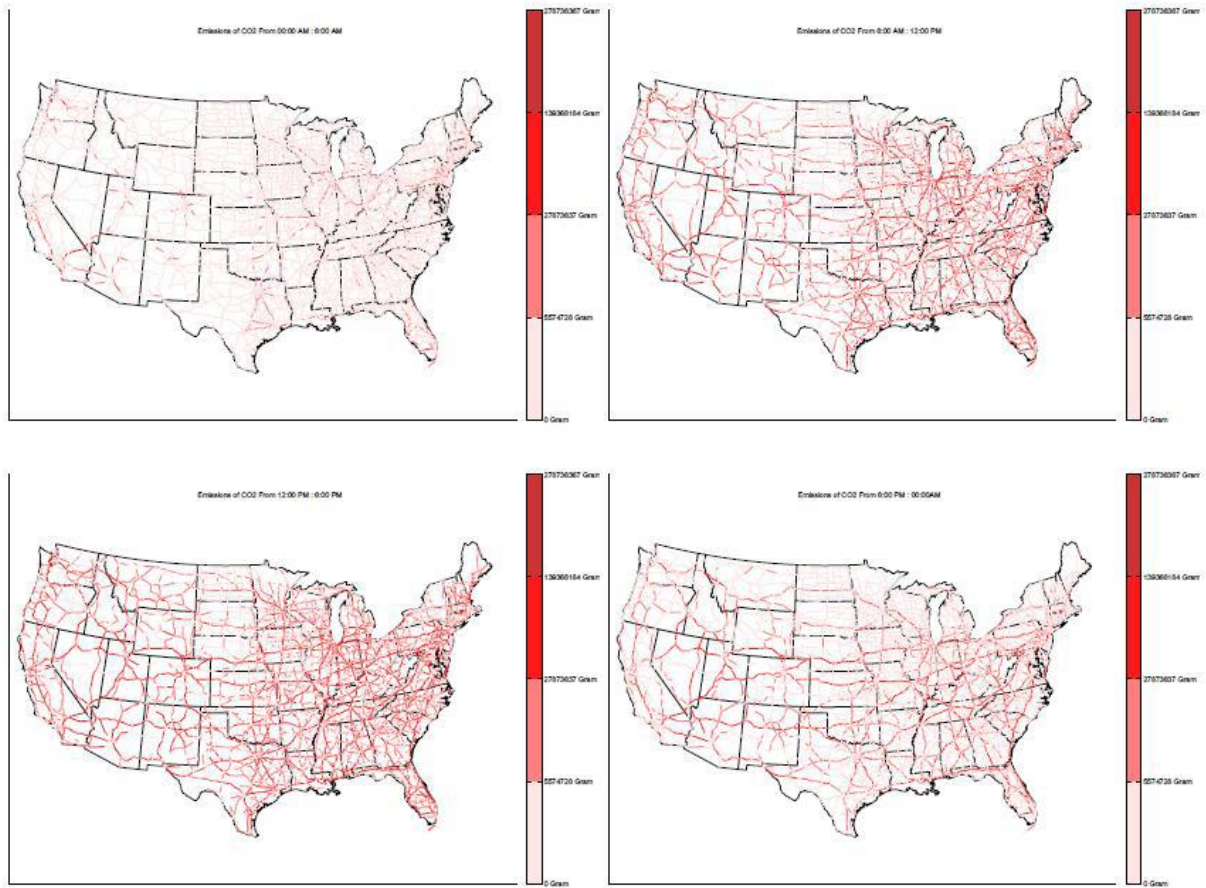 Emissions of CO2 From 00:00 AM : 6:00 AM
278736367 Gram
139368184 Gram
27873637 Gram
5574728 Gram
0 Gram
Emissions of CO2 From 6:00 AM : 12:00 PM
278736367 Gram
139368184 Gram
27873637 Gram
5574728 Gram
0 Gram
Emissions of CO2 From 12:00 PM : 6:00 PM
278736367 Gram
139368184 Gram
27873637 Gram
5574728 Gram
0 Gram
Emissions of CO2 From 6:00 PM : 00:00AM
278736367 Gram
139368184 Gram
27873637 Gram
5574728 Gram
0 Gram